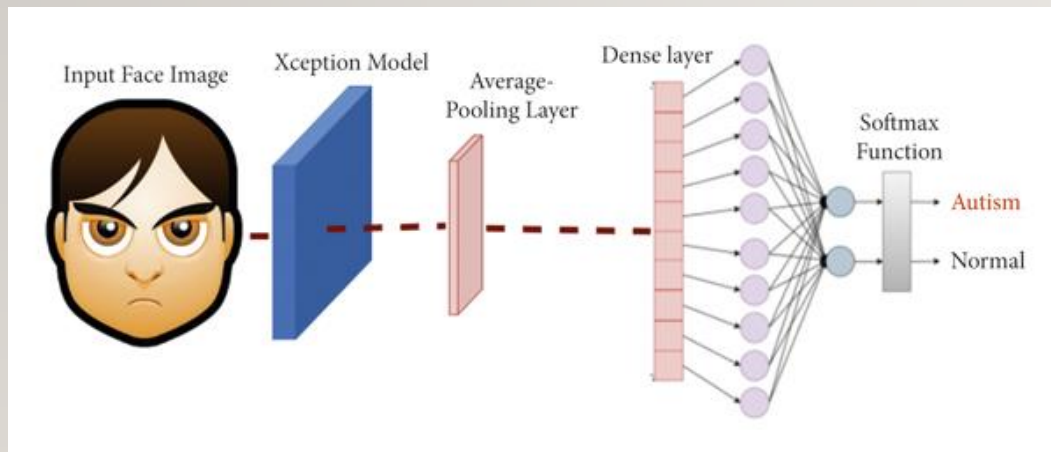 Input Face Image
Xception Model
Average-
Pooling Layer
Dense layer
Softmax
Function
Autism
Normal